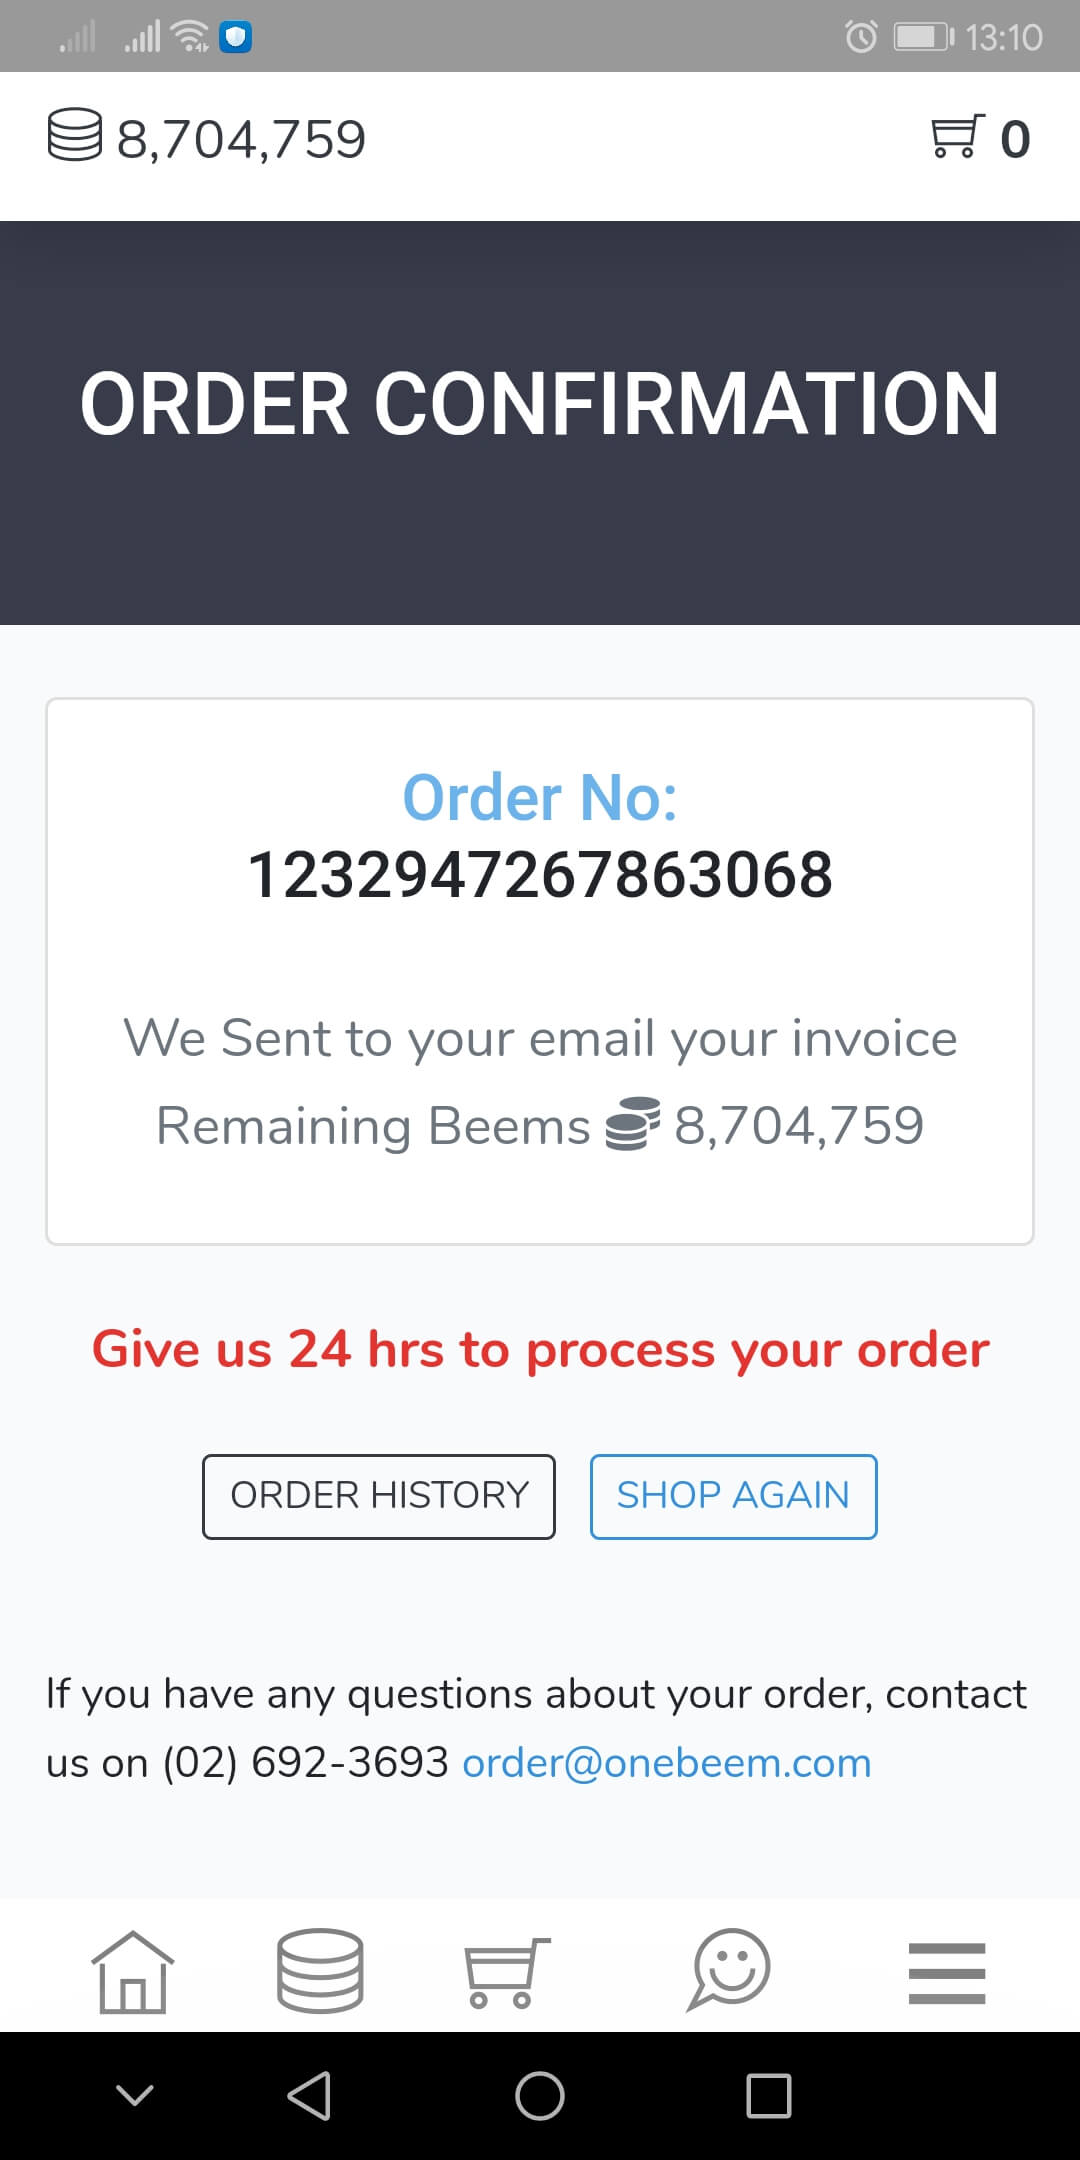 13:10
8,704,759 0
ORDER CONFIRMATION
Order No:
1232947267863068
We Sent to your email your invoice
Remaining Beems 8,704,759
Give us 24 hrs to process your order
ORDER HISTORY SHOP AGAIN
If you have any questions about your order, contact
us on (02) 692-3693 order@onebeem.com